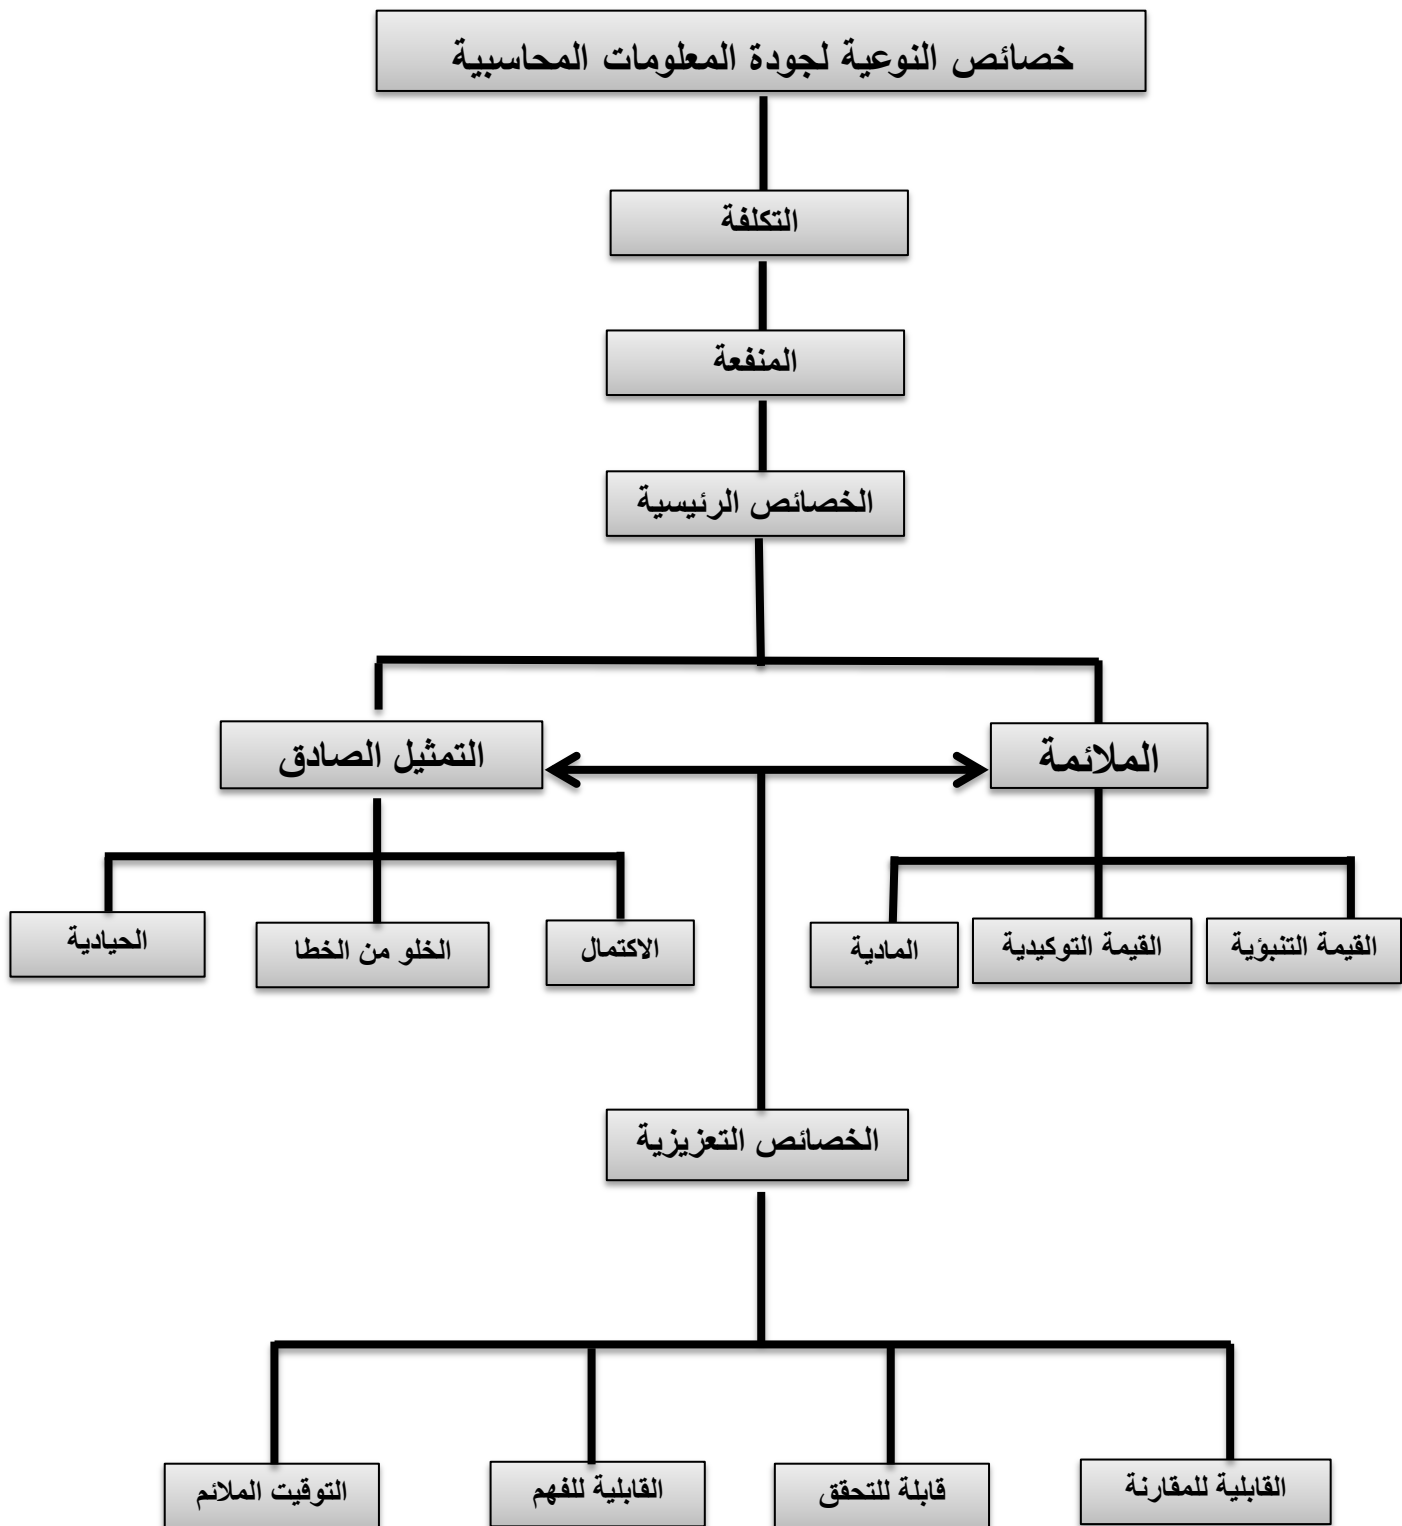 خصائص النوعية لجودة المعلومات المحاسبية
التكلفة
المنفعة
الخصائص الرئيسية
الملائمة
التمثيل الصادق
القيمة التنبؤية
القيمة التوكيدية
المادية
الاكتمال
الخلو من الخطا
الحيادية
الخصائص التعزيزية
القابلية للمقارنة
قابلة للتحقق
القابلية للفهم
التوقيت الملائم